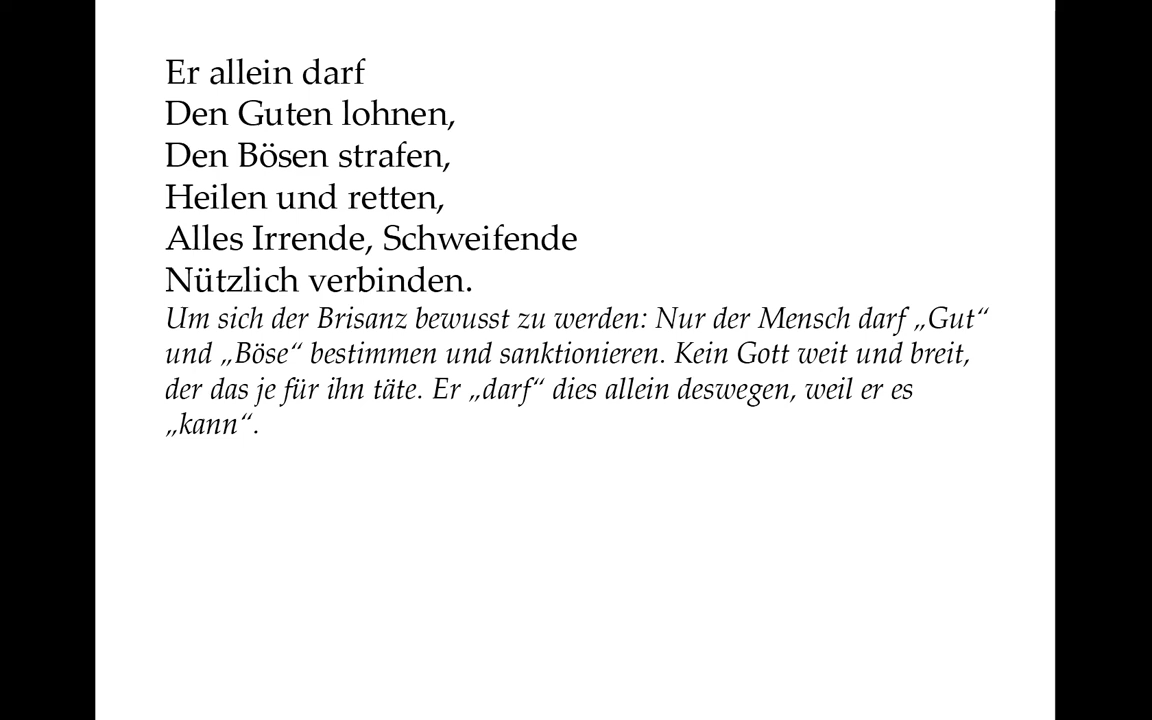 Er allein darf
Den Guten lohnen,
Den Bösen strafen,
Heilen und retten,
Alles Irrende, Schweifende
Nützlich verbinden.
Um sich der Brisanz bewusst zu werden: Nur der Mensch darf „Gut“
und „Böse“ bestimmen und sanktionieren. Kein Gott weit und breit,
der das je für ihn täte. Er „darf“ dies allein deswegen, weil er es
„kann“.